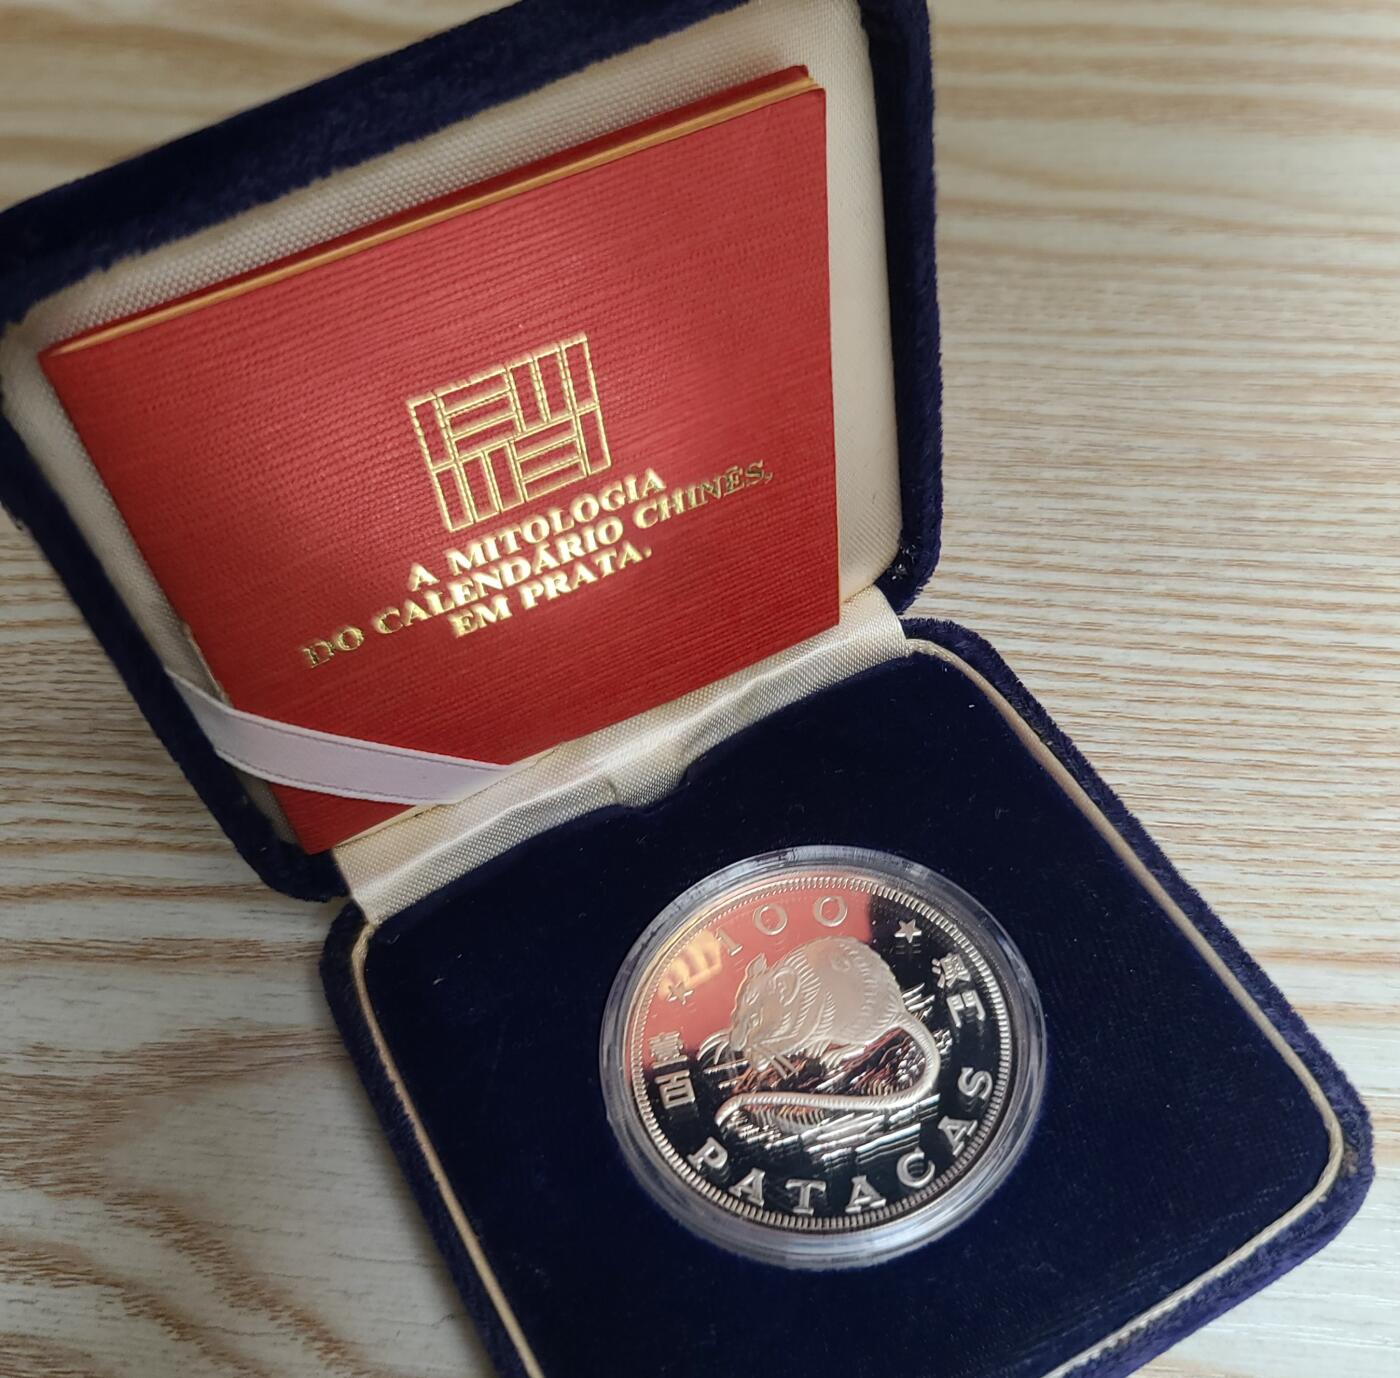 A MITOLOGIA
DO CALENDÁRIO CHINÊS,
EM PRATA.
100
澳門
壹百
PATACAS